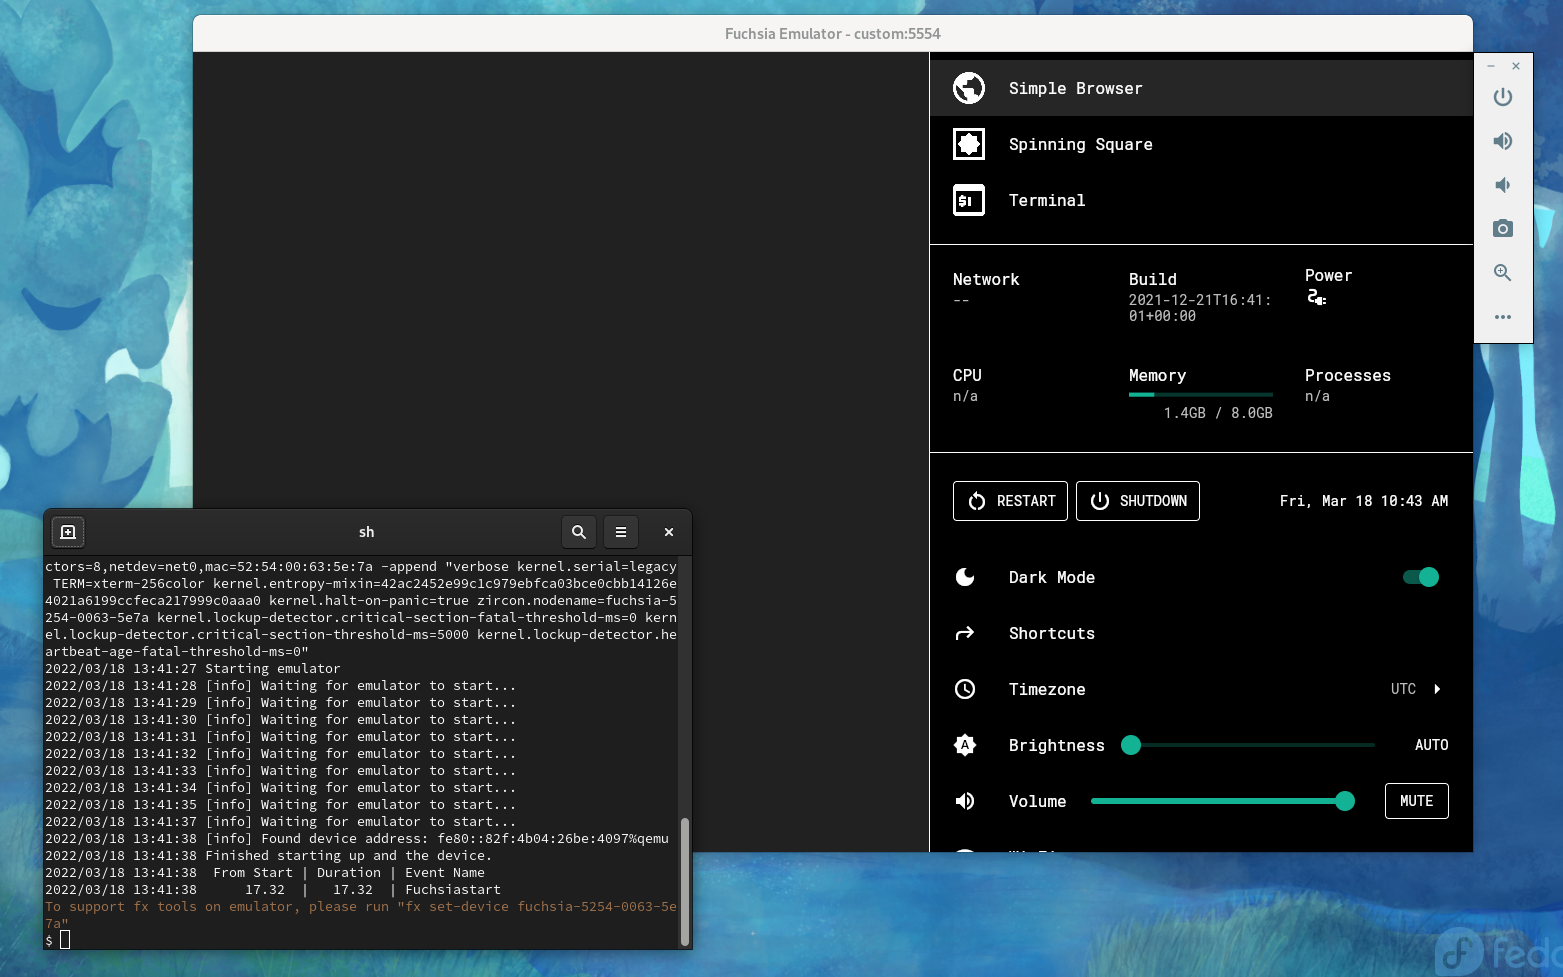 Fuchsia Emulator - custom:5554
Simple Browser
Spinning Square
Terminal
Network
--
Build
2021-12-21T16:41:
01+00:00
Power
CPU
n/a
Memory
1.4GB / 8.0GB
Processes
n/a
RESTART
SHUTDOWN
Fri, Mar 18 10:43 AM
Dark Mode
Shortcuts
Timezone
UTC
Brightness
AUTO
Volume
MUTE
sh
ctors=8,netdev=net0,mac=52:54:00:63:5e:7a -append "verbose kernel.serial=legacy
TERM=xterm-256color kernel.entropy-mixin=42ac2452e99c1c979ebfca03bce0cbb14126e
4021a6199ccfeca217999c0aaa0 kernel.halt-on-panic=true zircon.nodename=fuchsia-5
254-0063-5e7a kernel.lockup-detector.critical-section-fatal-threshold-ms=0 kern
el.lockup-detector.critical-section-threshold-ms=5000 kernel.lockup-detector.he
artbeat-age-fatal-threshold-ms=0"
2022/03/18 13:41:27 Starting emulator
2022/03/18 13:41:28 [info] Waiting for emulator to start...
2022/03/18 13:41:29 [info] Waiting for emulator to start...
2022/03/18 13:41:30 [info] Waiting for emulator to start...
2022/03/18 13:41:31 [info] Waiting for emulator to start...
2022/03/18 13:41:32 [info] Waiting for emulator to start...
2022/03/18 13:41:33 [info] Waiting for emulator to start...
2022/03/18 13:41:34 [info] Waiting for emulator to start...
2022/03/18 13:41:35 [info] Waiting for emulator to start...
2022/03/18 13:41:37 [info] Waiting for emulator to start...
2022/03/18 13:41:38 [info] Found device address: fe80::82f:4b04:26be:4097%qemu
2022/03/18 13:41:38 Finished starting up and the device.
2022/03/18 13:41:38  From Start | Duration | Event Name
2022/03/18 13:41:38      17.32  |   17.32  | Fuchsiastart
To support fx tools on emulator, please run "fx set-device fuchsia-5254-0063-5e
7a"
$